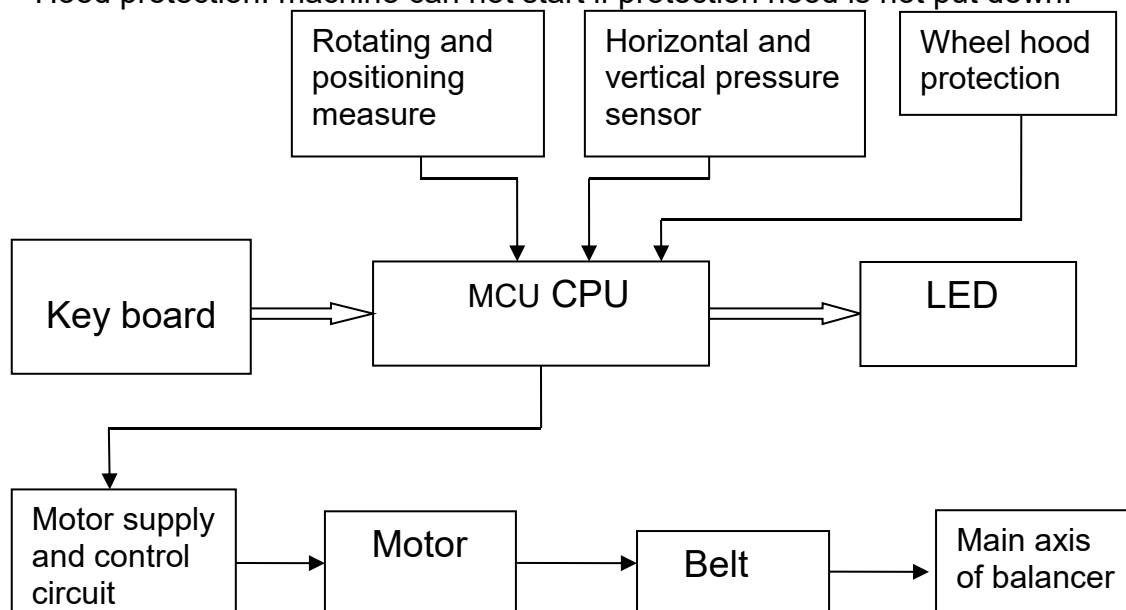 Hood protection: machine can not start if protection hood is not put down.
Rotating and
positioning
measure
Horizontal and
vertical pressure
sensor
Wheel hood
protection
Key board
MCU CPU
LED
Motor supply
and control
circuit
Motor
Belt
Main axis
of balancer